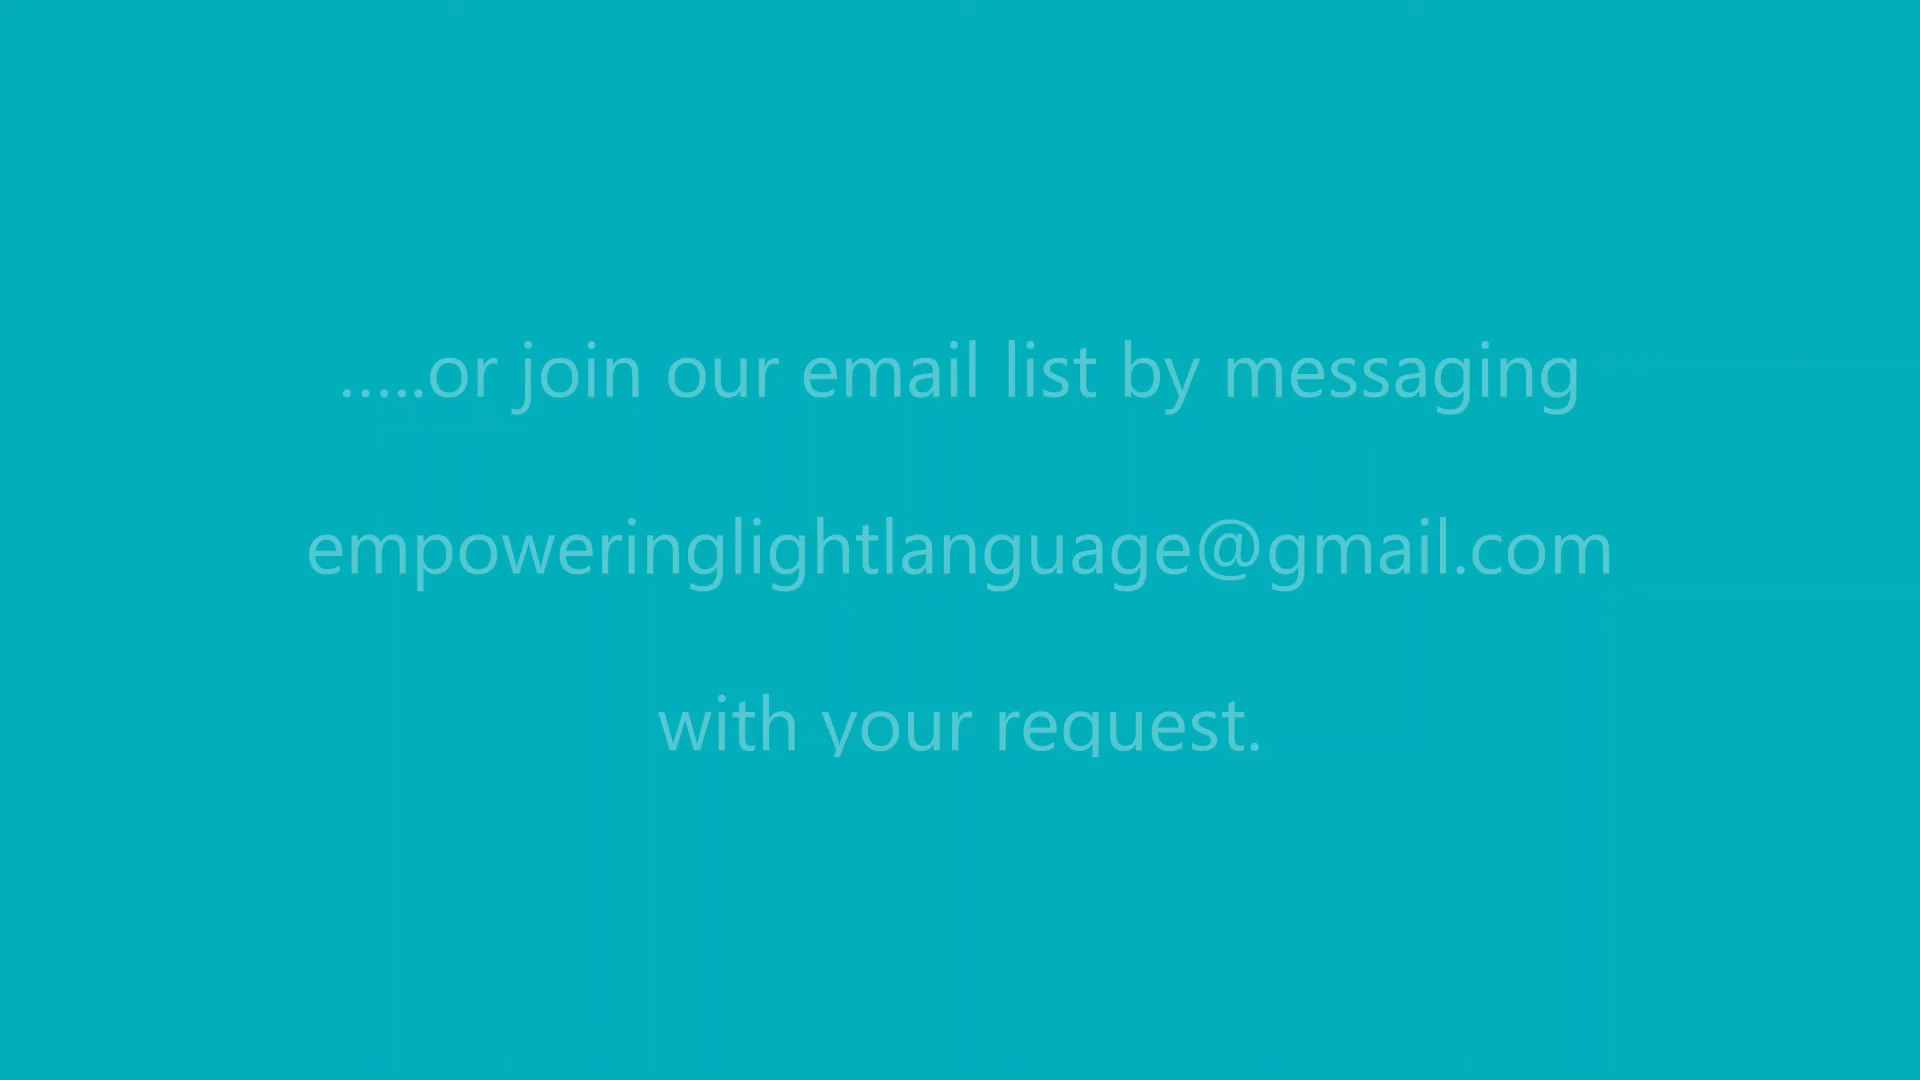 .....or join our email list by messaging
empoweringlightlanguage@gmail.com
with your request.